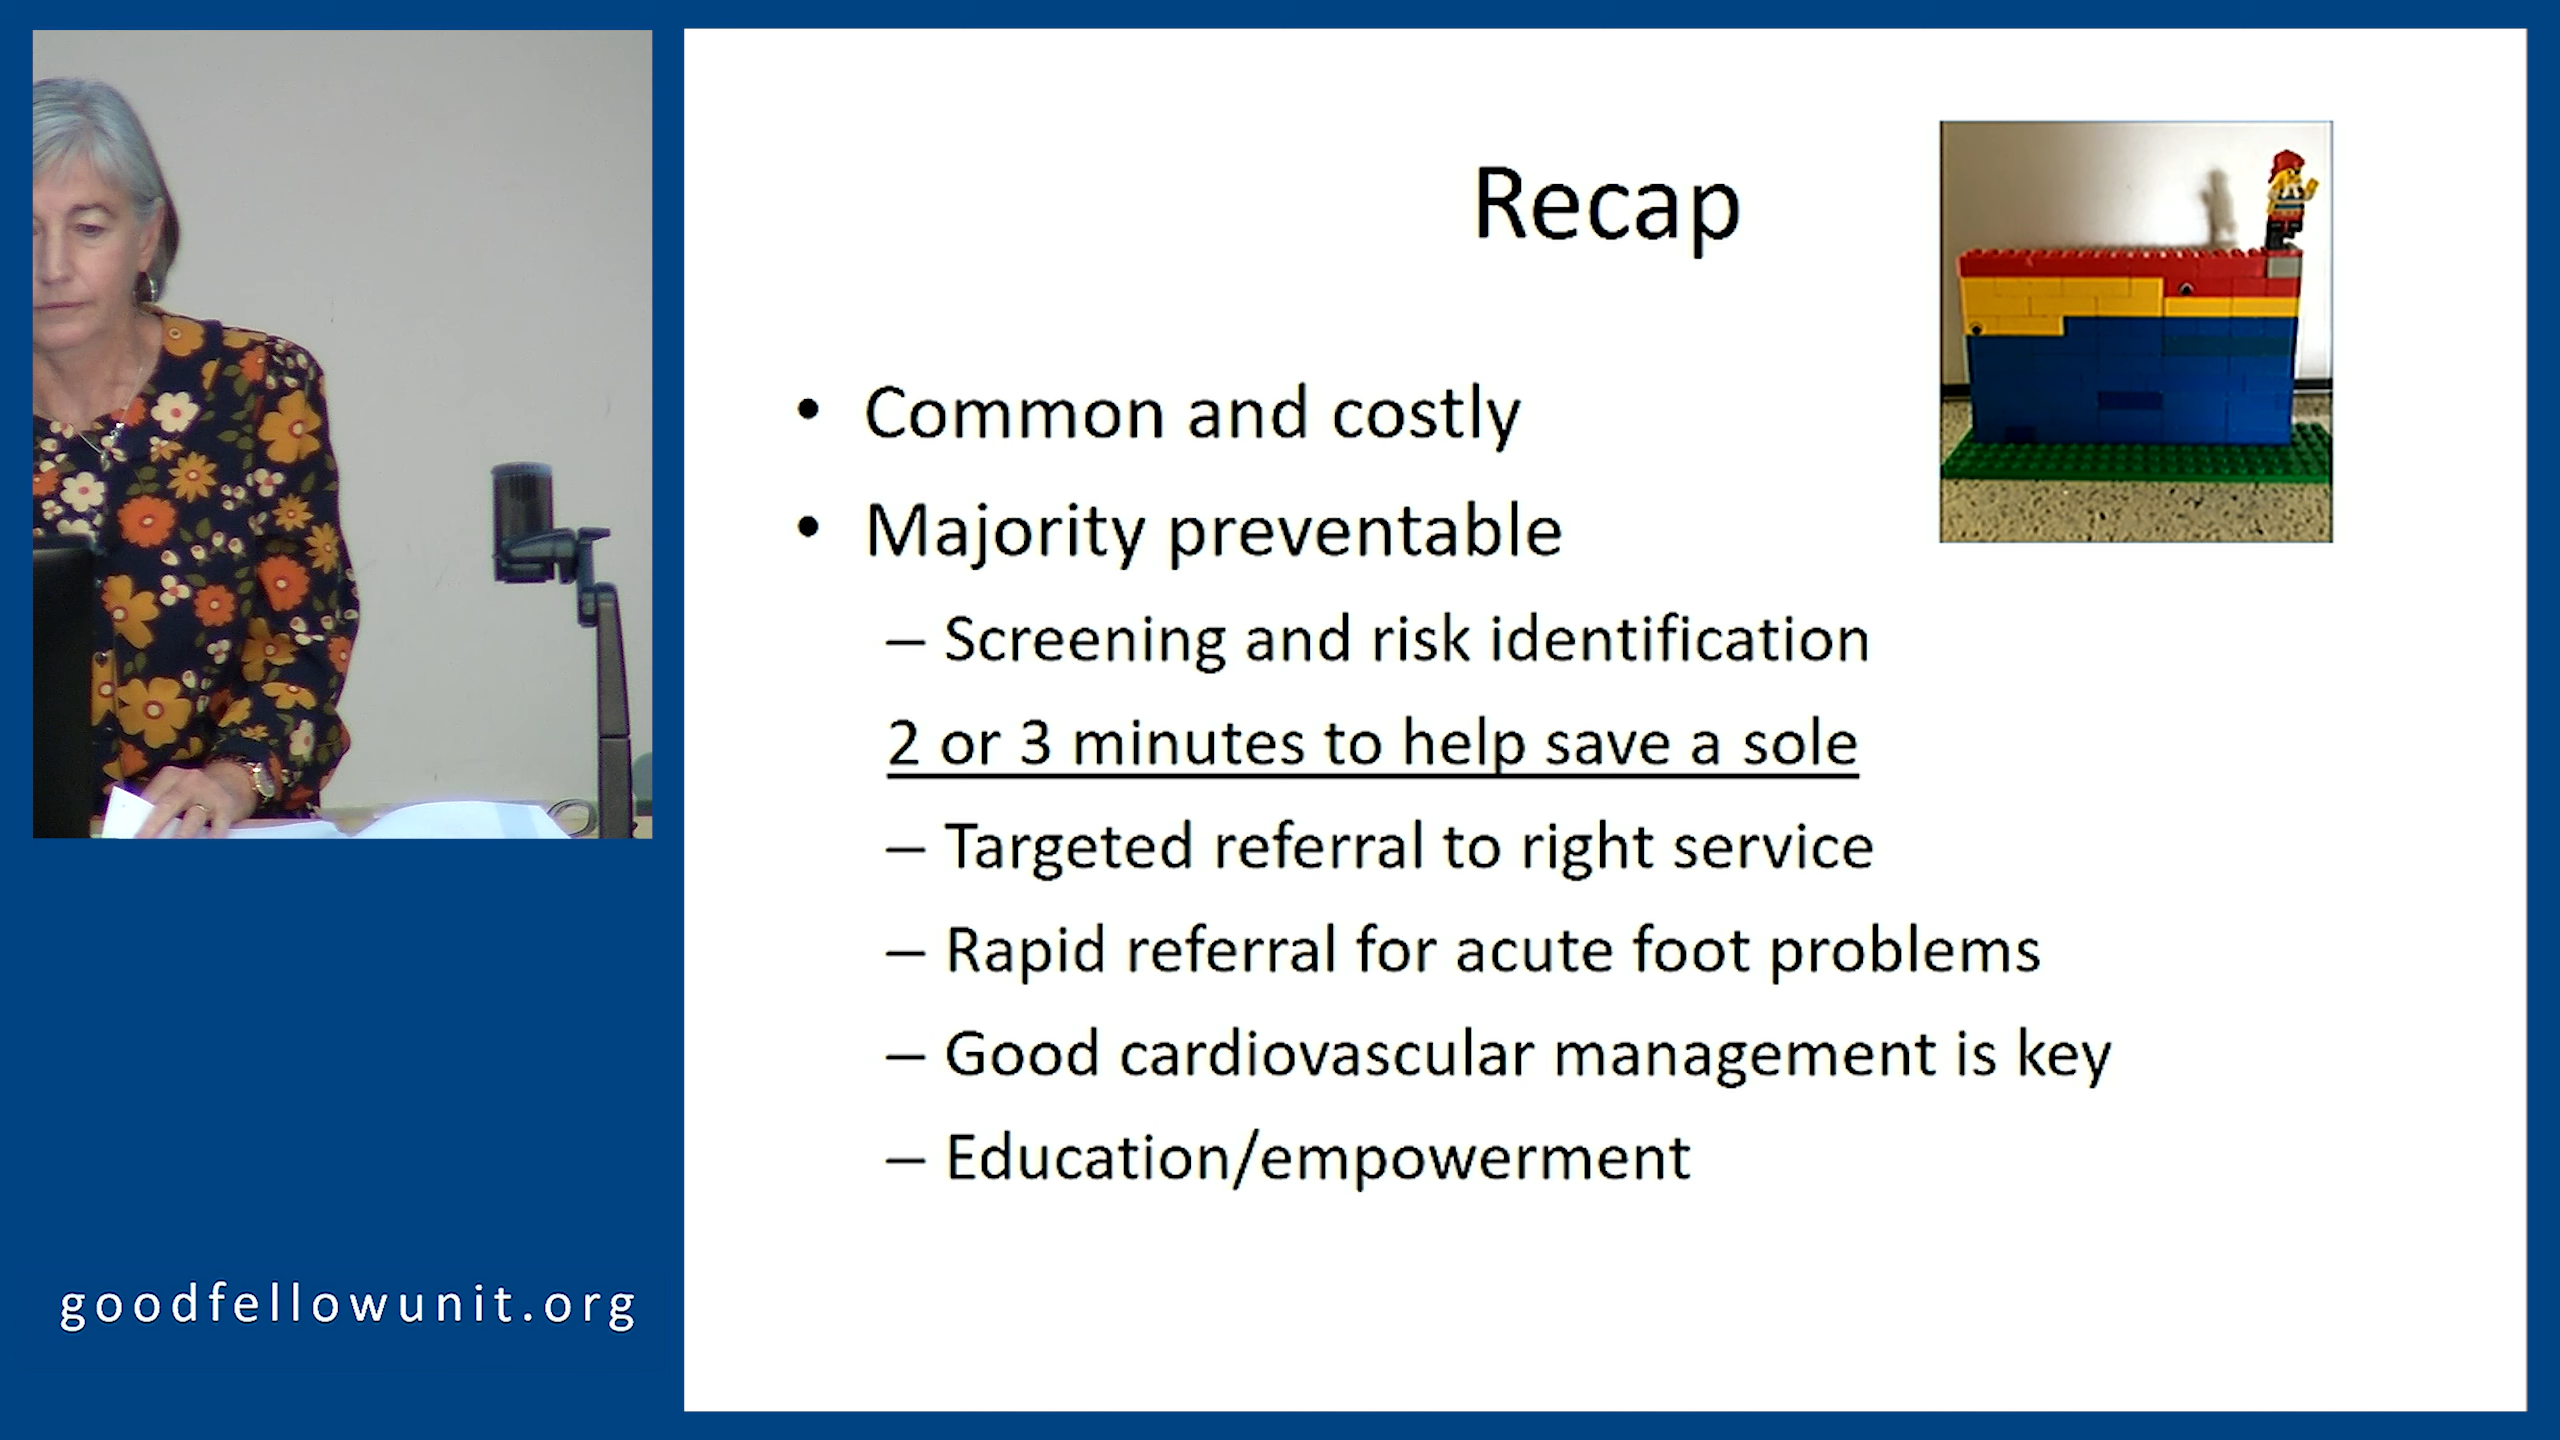 Recap
• Common and costly
• Majority preventable
– Screening and risk identification
2 or 3 minutes to help save a sole
– Targeted referral to right service
– Rapid referral for acute foot problems
– Good cardiovascular management is key
– Education/empowerment
goodfellowunit.org